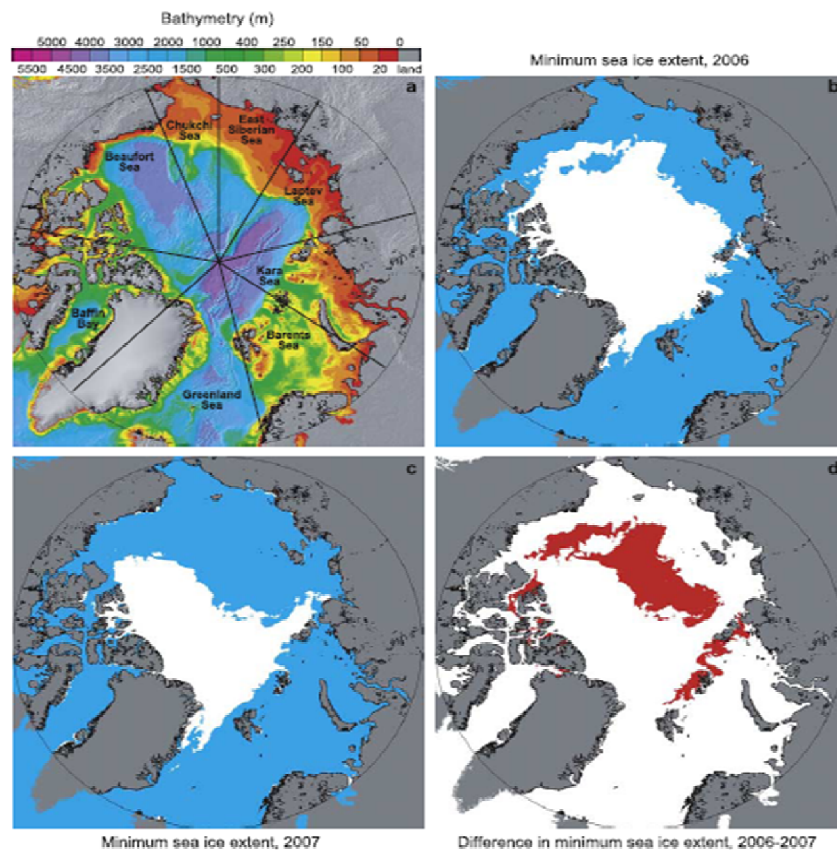 Bathymetry (m)
5000 4000 3000 2000 1000 400 250 150 50 0
5500 4500 3500 2500 1500 500 300 200 100 20 land
Minimum sea ice extent, 2006
a
b
Chukchi
Sea
East
Siberian
Sea
Beaufort
Sea
Laptev
Sea
Kara
Sea
Baffin
Bay
Barents
Sea
Greenland
Sea
c
d
Minimum sea ice extent, 2007
Difference in minimum sea ice extent, 2006-2007